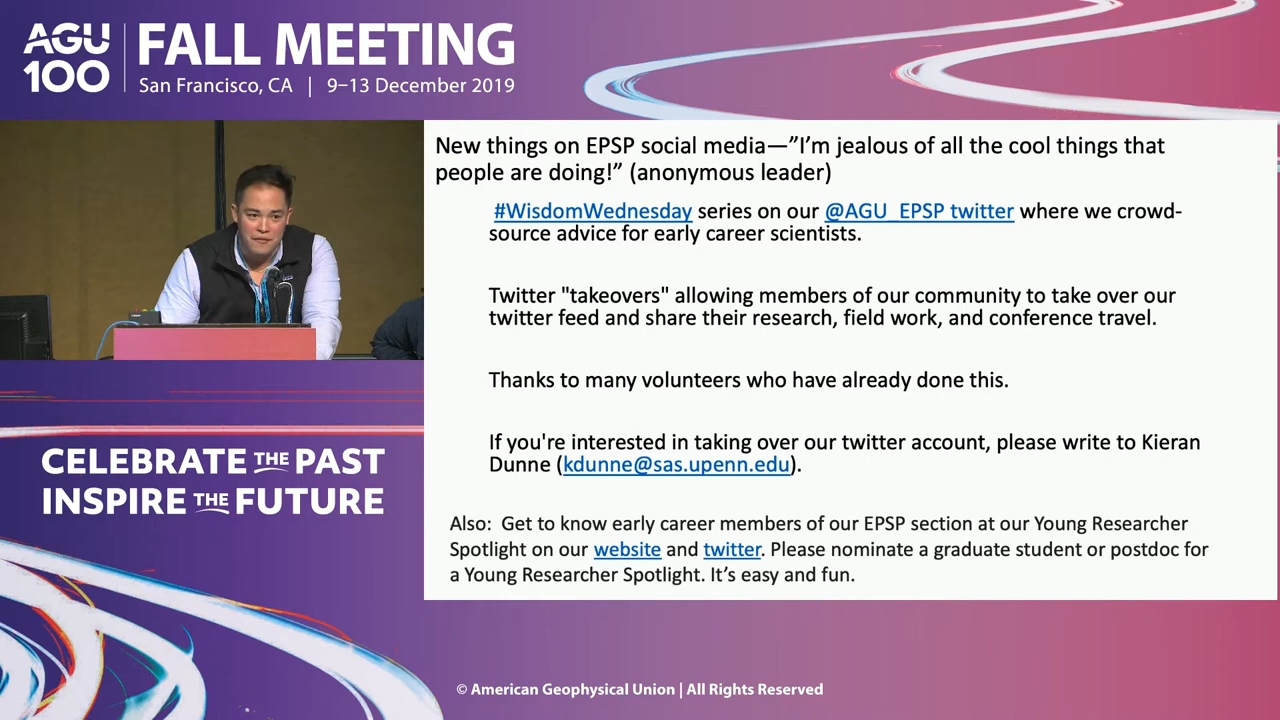 AGU
100
FALL MEETING
San Francisco, CA | 9–13 December 2019
New things on EPSP social media—”I’m jealous of all the cool things that
people are doing!” (anonymous leader)
#WisdomWednesday series on our @AGU_EPSP twitter where we crowd-
source advice for early career scientists.
Twitter "takeovers" allowing members of our community to take over our
twitter feed and share their research, field work, and conference travel.
Thanks to many volunteers who have already done this.
If you're interested in taking over our twitter account, please write to Kieran
Dunne (kdunne@sas.upenn.edu).
Also:  Get to know early career members of our EPSP section at our Young Researcher
Spotlight on our website and twitter. Please nominate a graduate student or postdoc for
a Young Researcher Spotlight. It’s easy and fun.
CELEBRATE THE PAST
INSPIRE THE FUTURE
© American Geophysical Union | All Rights Reserved